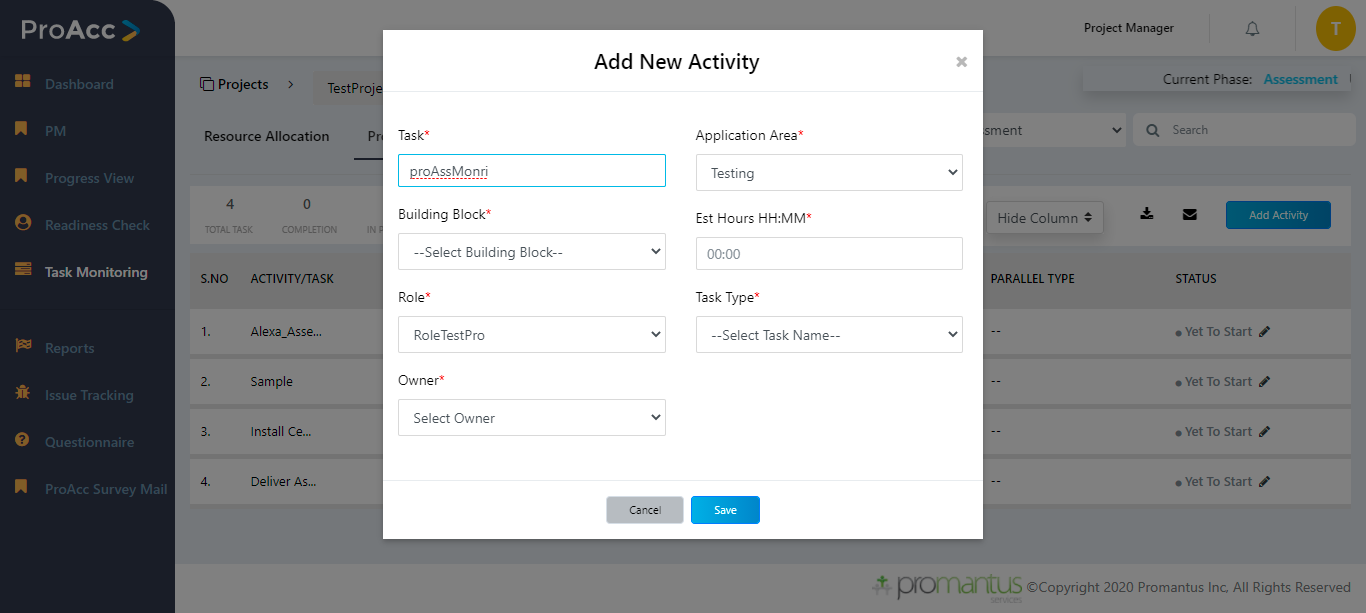 ProAcc
Project Manager
T
Dashboard
PM
Progress View
Readiness Check
Task Monitoring
Reports
Issue Tracking
Questionnaire
ProAcc Survey Mail
Projects
TestProje
Current Phase: Assessment
Resource Allocation
Pr
sment
Search
4
0
TOTAL TASK
COMPLETION
IN P
Hide Column
Add Activity
S.NO
ACTIVITY/TASK
PARALLEL TYPE
STATUS
1.
Alexa_Asse...
--
Yet To Start
2.
Sample
--
Yet To Start
3.
Install Ce...
--
Yet To Start
4.
Deliver As...
--
Yet To Start
Add New Activity
×
Task*
Application Area*
proAssMonri
Testing
Building Block*
Est Hours HH:MM*
--Select Building Block--
00:00
Role*
Task Type*
RoleTestPro
--Select Task Name--
Owner*
Select Owner
Cancel
Save
promantus
services
©Copyright 2020 Promantus Inc, All Rights Reserved